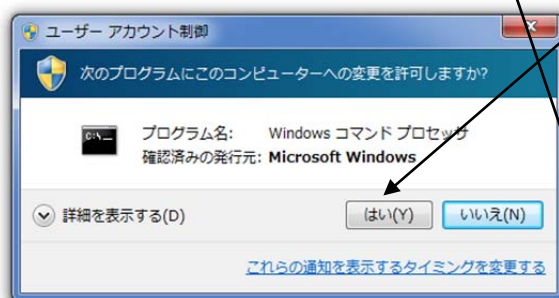 ユーザー アカウント制御
次のプログラムにこのコンピューターへの変更を許可しますか?
C:\_
プログラム名: Windows コマンド プロセッサ
確認済みの発行元: Microsoft Windows
詳細を表示する(D) はい(Y) いいえ(N)
これらの通知を表示するタイミングを変更する